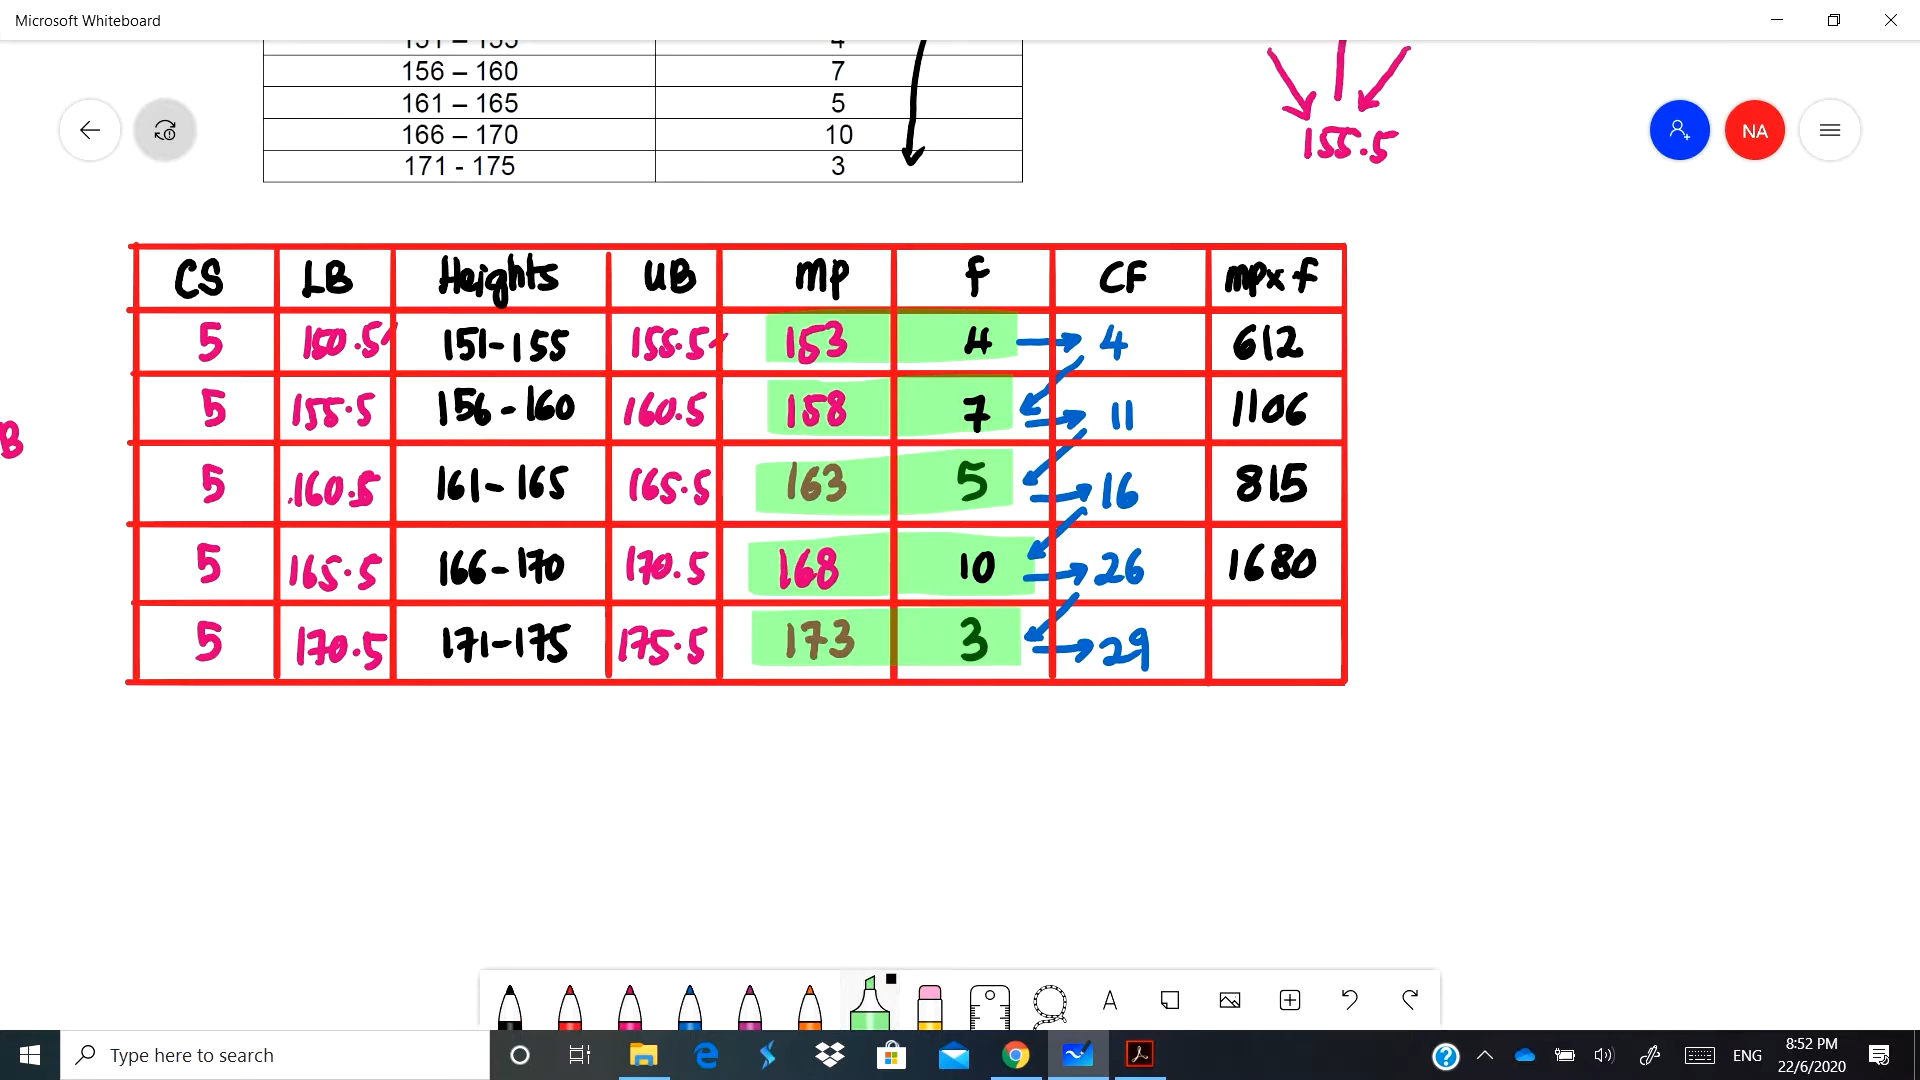 Microsoft Whiteboard
151 – 155 4
156 – 160 7
161 – 165 5
166 – 170 10
171 - 175 3
155.5
NA
B
CS LB Heights UB MP f CF mpx f
5 150.5 151-155 155.5 153 4 4 612
5 155.5 156-160 160.5 158 7 11 1106
5 160.5 161-165 165.5 163 5 16 815
5 165.5 166-170 170.5 168 10 26 1680
5 170.5 171-175 175.5 173 3 29
Type here to search
ENG
8:52 PM
22/6/2020